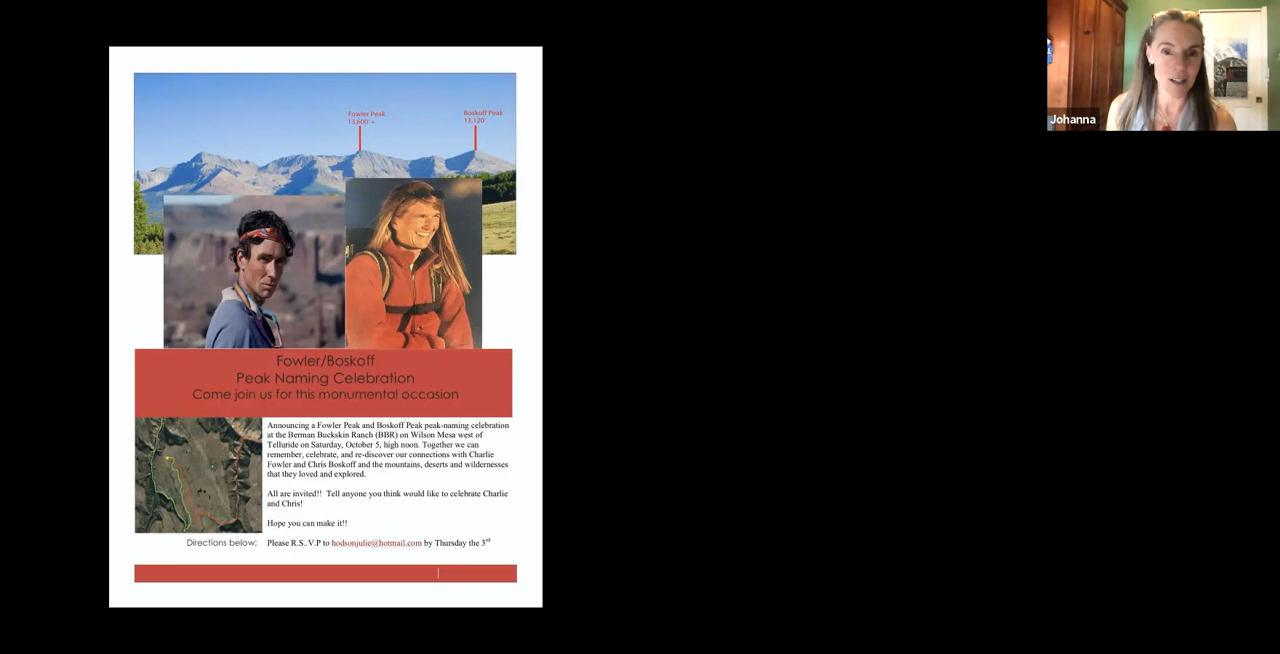 Fowler Peak
13,600' +
Boskoff Peak
13,120'
Johanna
Fowler/Boskoff
Peak Naming Celebration
Come join us for this monumental occasion
Announcing a Fowler Peak and Boskoff Peak peak-naming celebration
at the Berman Buckskin Ranch (BBR) on Wilson Mesa west of
Telluride on Saturday, October 5, high noon. Together we can
remember, celebrate, and re-discover our connections with Charlie
Fowler and Chris Boskoff and the mountains, deserts and wildernesses
that they loved and explored.
All are invited!! Tell anyone you think would like to celebrate Charlie
and Chris!
Hope you can make it!!
Directions below:
Please R.S..V.P to hodsonjulie@hotmail.com by Thursday the 3rd